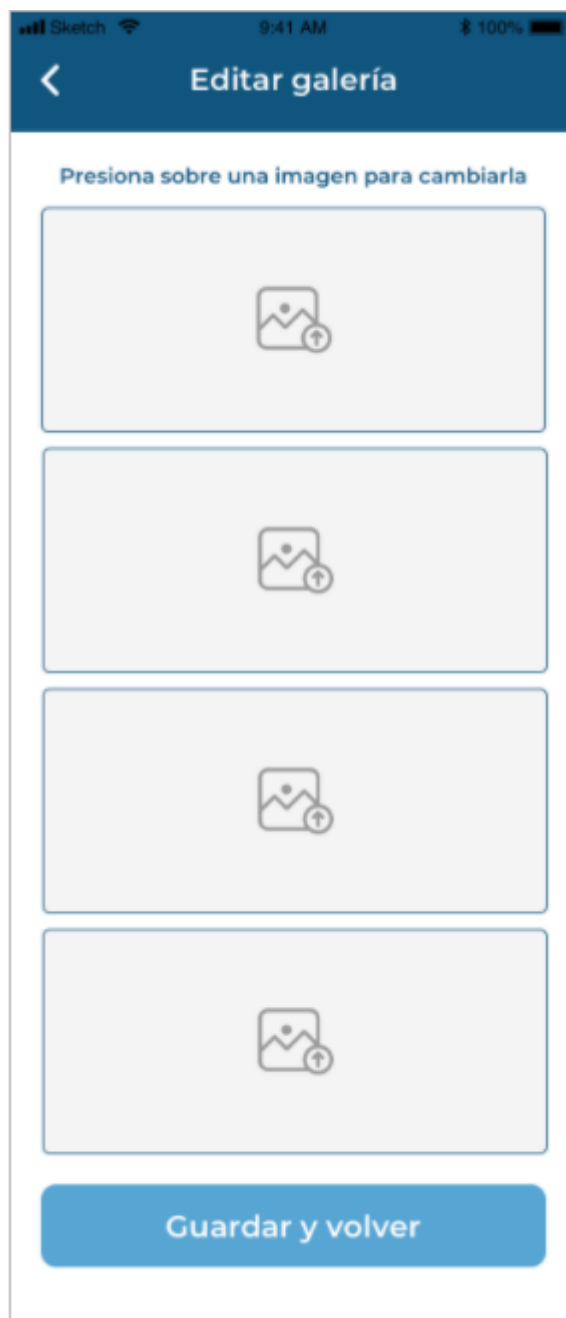 Sketch 9:41 AM 100%
Editar galería
Presiona sobre una imagen para cambiarla
Guardar y volver